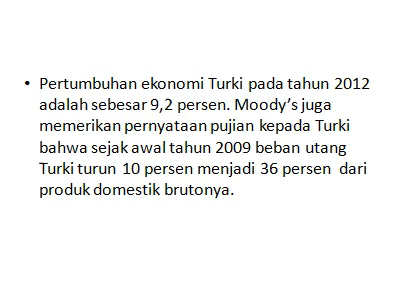 • Pertumbuhan ekonomi Turki pada tahun 2012
adalah sebesar 9,2 persen. Moody’s juga
memerikan pernyataan pujian kepada Turki
bahwa sejak awal tahun 2009 beban utang
Turki turun 10 persen menjadi 36 persen dari
produk domestik brutonya.